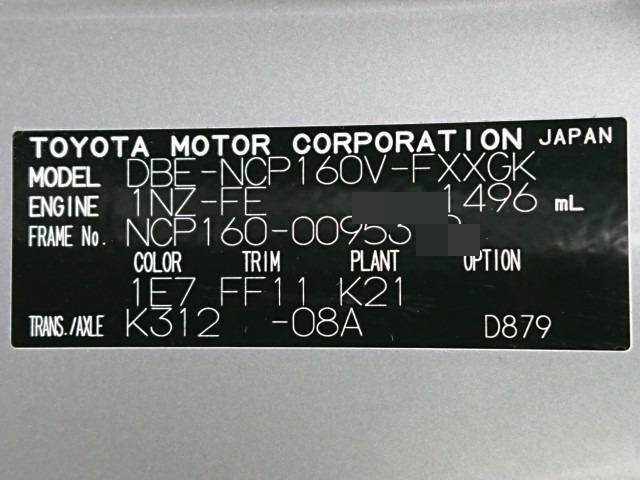 TOYOTA MOTOR CORPORATION JAPAN
MODEL DBE-NCP160V-FXXGK
ENGINE 1NZ-FE 1496 mL
FRAME No. NCP160-00953
COLOR TRIM PLANT OPTION
1E7 FF11 K21
TRANS./AXLE K312 -08A D879